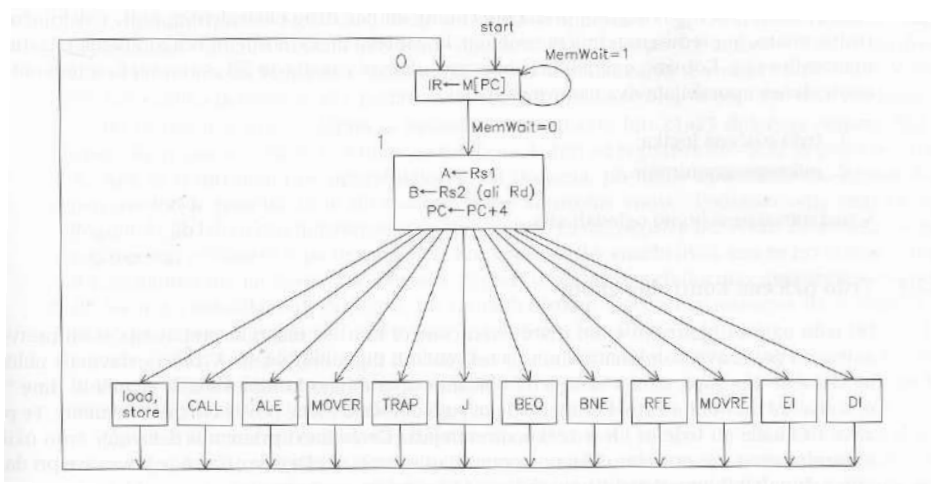 start
0
MemWait=1
IR← M[PC]
MemWait=0
1
A←Rs1
B←Rs2 (ali Rd)
PC←PC+4
load,
store
CALL
ALE
MOVER
TRAP
J
BEQ
BNE
RFE
MOVRE
EI
DI